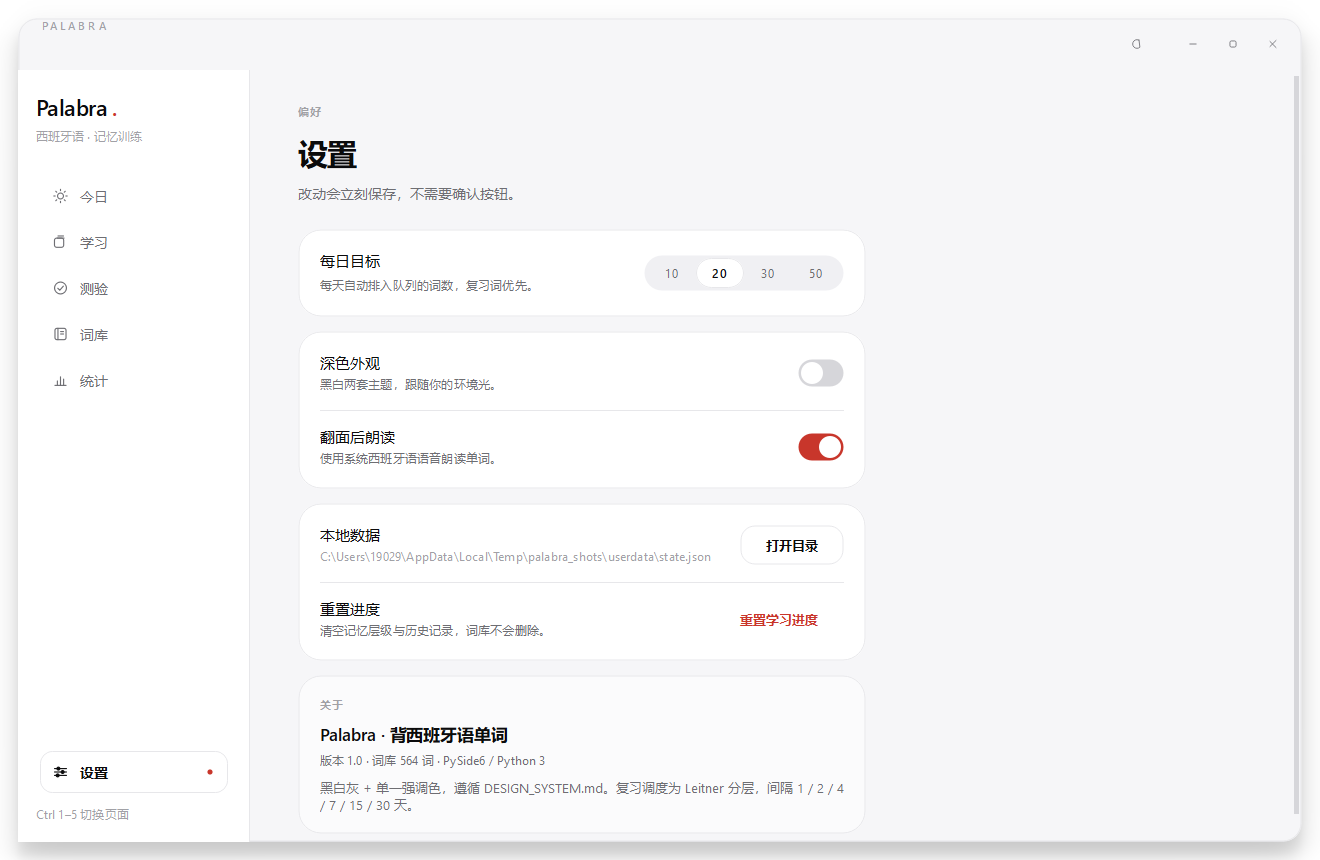 PALABRA
Palabra .
西班牙语 · 记忆训练
今日
学习
测验
词库
统计
设置
Ctrl 1–5 切换页面
偏好
设置
改动会立刻保存，不需要确认按钮。
每日目标
每天自动排入队列的词数，复习词优先。
10 20 30 50
深色外观
黑白两套主题，跟随你的环境光。
翻面后朗读
使用系统西班牙语语音朗读单词。
本地数据
C:\Users\19029\AppData\Local\Temp\palabra_shots\userdata\state.json
打开目录
重置进度
清空记忆层级与历史记录，词库不会删除。
重置学习进度
关于
Palabra · 背西班牙语单词
版本 1.0 · 词库 564 词 · PySide6 / Python 3
黑白灰 + 单一强调色，遵循 DESIGN_SYSTEM.md。复习调度为 Leitner 分层，间隔 1 / 2 / 4
/ 7 / 15 / 30 天。